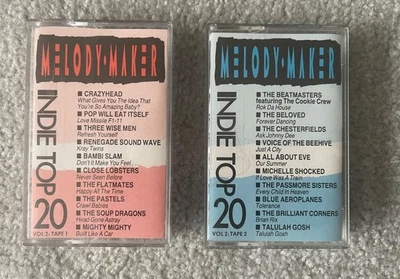 MELODY·MAKER
INDIE TOP 20
VOL 2: TAPE 1
CRAZYHEAD
What Gives You The Idea That
You're So Amazing Baby?
POP WILL EAT ITSELF
Love Missile F1-11
THREE WISE MEN
Refresh Yourself
RENEGADE SOUND WAVE
Kray Twins
BAMBI SLAM
Don't It Make You Feel...
CLOSE LOBSTERS
Never Seen Before
THE FLATMATES
Happy All The Time
THE PASTELS
Crawl Babies
THE SOUP DRAGONS
Head Gone Astray
MIGHTY MIGHTY
Built Like A Car
MELODY·MAKER
INDIE TOP 20
VOL 2: TAPE 2
THE BEATMASTERS
featuring The Cookie Crew
Rok Da House
THE BELOVED
Forever Dancing
THE CHESTERFIELDS
Ask Johnny Dee
VOICE OF THE BEEHIVE
Just A City
ALL ABOUT EVE
Our Summer
MICHELLE SHOCKED
If Love Was A Train
THE PASSMORE SISTERS
Every Child in Heaven
BLUE AEROPLANES
Tolerance
THE BRILLIANT CORNERS
Brian Rix
TALULAH GOSH
Talulah Gosh